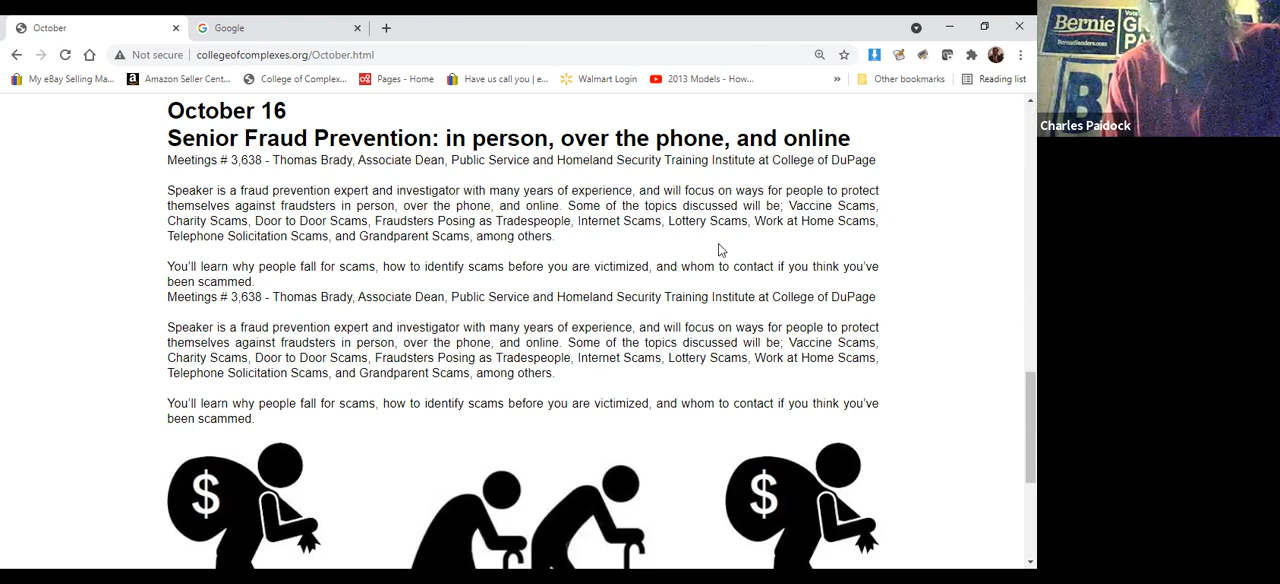 October
Google
Not secure
collegeofcomplexes.org/October.html
My eBay Selling Ma...
Amazon Seller Cent...
College of Complex...
Pages - Home
Have us call you | e...
Walmart Login
2013 Models - How...
»
Other bookmarks
Reading list
Bernie
BernieSanders.com
Vote
GR
PA
B
Charles Paidock
October 16
Senior Fraud Prevention: in person, over the phone, and online
Meetings # 3,638 - Thomas Brady, Associate Dean, Public Service and Homeland Security Training Institute at College of DuPage
Speaker is a fraud prevention expert and investigator with many years of experience, and will focus on ways for people to protect
themselves against fraudsters in person, over the phone, and online. Some of the topics discussed will be; Vaccine Scams,
Charity Scams, Door to Door Scams, Fraudsters Posing as Tradespeople, Internet Scams, Lottery Scams, Work at Home Scams,
Telephone Solicitation Scams, and Grandparent Scams, among others.
You'll learn why people fall for scams, how to identify scams before you are victimized, and whom to contact if you think you've
been scammed.
Meetings # 3,638 - Thomas Brady, Associate Dean, Public Service and Homeland Security Training Institute at College of DuPage
Speaker is a fraud prevention expert and investigator with many years of experience, and will focus on ways for people to protect
themselves against fraudsters in person, over the phone, and online. Some of the topics discussed will be; Vaccine Scams,
Charity Scams, Door to Door Scams, Fraudsters Posing as Tradespeople, Internet Scams, Lottery Scams, Work at Home Scams,
Telephone Solicitation Scams, and Grandparent Scams, among others.
You'll learn why people fall for scams, how to identify scams before you are victimized, and whom to contact if you think you've
been scammed.
$
$